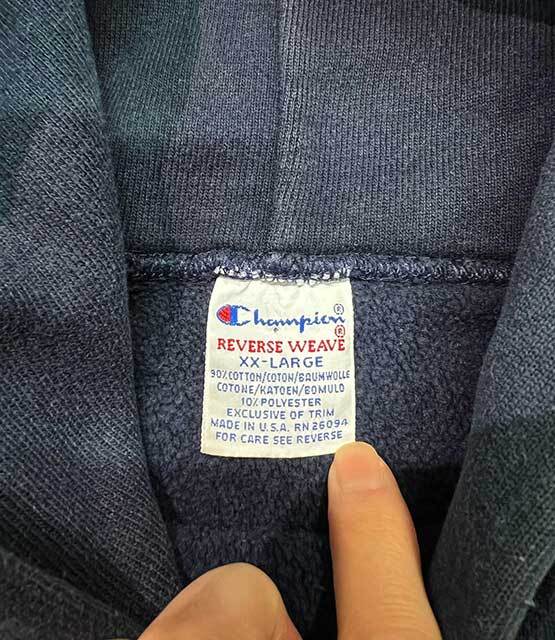 Champion®
REVERSE WEAVE®
XX-LARGE
90% COTTON/COTON/BAUMWOLLE
COTONE/KATOEN/BOMULD
10% POLYESTER
EXCLUSIVE OF TRIM
MADE IN U.S.A. RN 26094
FOR CARE SEE REVERSE